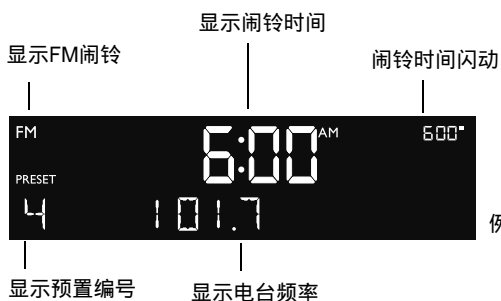 显示闹铃时间
显示FM闹铃
闹铃时间闪动
FM
6:00 AM
600
PRESET
4
101.7
例
显示预置编号
显示电台频率